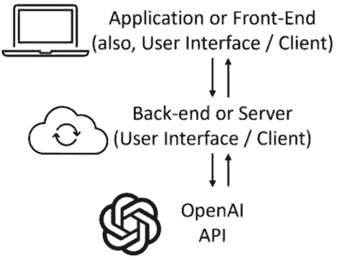 Application or Front-End
(also, User Interface / Client)
Back-end or Server
(User Interface / Client)
OpenAI
API